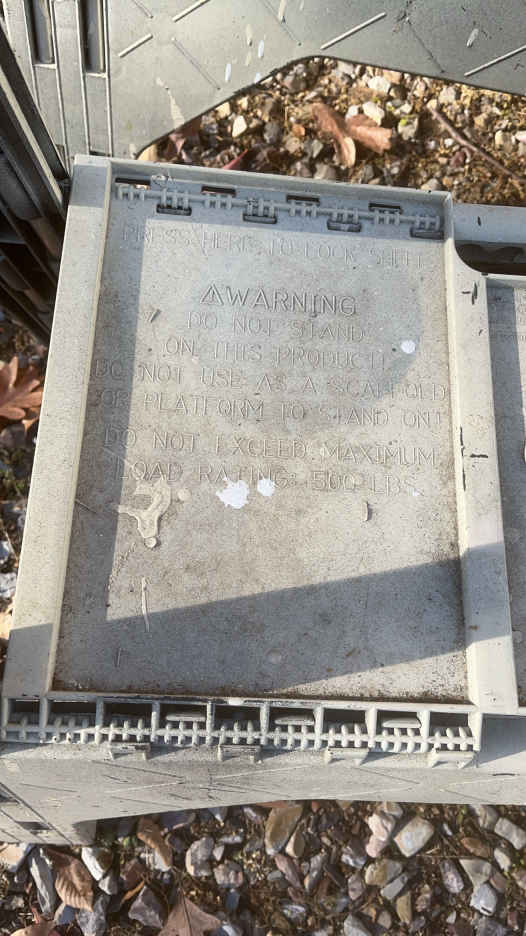 PRESS HERE TO LOCK SHELF
⚠WARNING
DO NOT STAND
ON THIS PRODUCT!
DO NOT USE AS A SCAFFOLD
OR PLATFORM TO STAND ON!
DO NOT EXCEED MAXIMUM
LOAD RATING: 500 LBS.